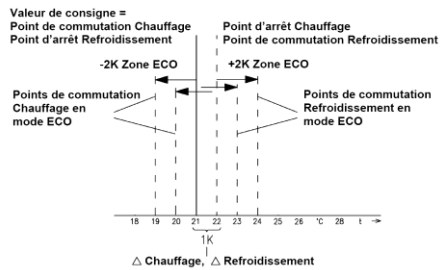 Valeur de consigne =
Point de commutation Chauffage
Point d'arrêt Refroidissement
Point d'arrêt Chauffage
Point de commutation Refroidissement
-2K Zone ECO
+2K Zone ECO
Points de commutation
Chauffage en
mode ECO
Points de commutation
Refroidissement en
mode ECO
18 19 20 21 22 23 24 26 °C 28 t
1K
△ Chauffage, △ Refroidissement